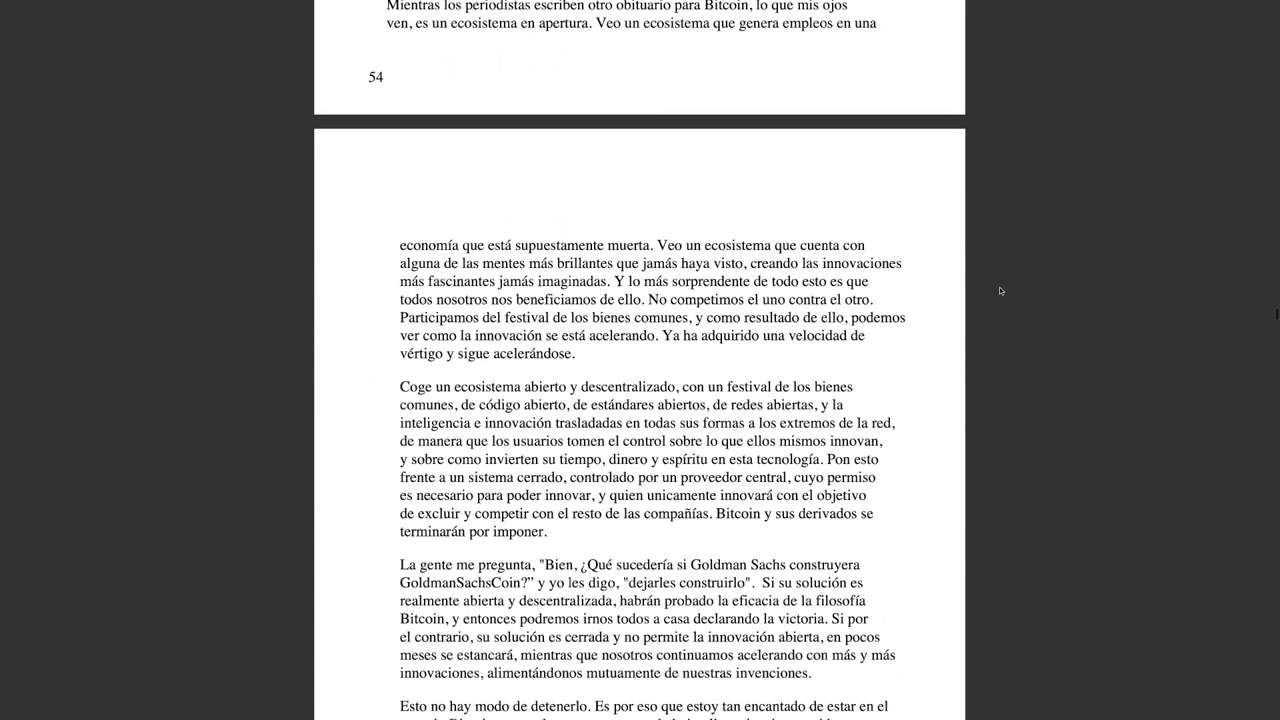 Mientras los periodistas escriben otro obituario para Bitcoin, lo que mis ojos
ven, es un ecosistema en apertura. Veo un ecosistema que genera empleos en una
54
economía que está supuestamente muerta. Veo un ecosistema que cuenta con
alguna de las mentes más brillantes que jamás haya visto, creando las innovaciones
más fascinantes jamás imaginadas. Y lo más sorprendente de todo esto es que
todos nosotros nos beneficiamos de ello. No competimos el uno contra el otro.
Participamos del festival de los bienes comunes, y como resultado de ello, podemos
ver como la innovación se está acelerando. Ya ha adquirido una velocidad de
vértigo y sigue acelerándose.
Coge un ecosistema abierto y descentralizado, con un festival de los bienes
comunes, de código abierto, de estándares abiertos, de redes abiertas, y la
inteligencia e innovación trasladadas en todas sus formas a los extremos de la red,
de manera que los usuarios tomen el control sobre lo que ellos mismos innovan,
y sobre como invierten su tiempo, dinero y espíritu en esta tecnología. Pon esto
frente a un sistema cerrado, controlado por un proveedor central, cuyo permiso
es necesario para poder innovar, y quien unicamente innovará con el objetivo
de excluir y competir con el resto de las compañías. Bitcoin y sus derivados se
terminarán por imponer.
La gente me pregunta, "Bien, ¿Qué sucedería si Goldman Sachs construyera
GoldmanSachsCoin?” y yo les digo, "dejarles construirlo". Si su solución es
realmente abierta y descentralizada, habrán probado la eficacia de la filosofía
Bitcoin, y entonces podremos irnos todos a casa declarando la victoria. Si por
el contrario, su solución es cerrada y no permite la innovación abierta, en pocos
meses se estancará, mientras que nosotros continuamos acelerando con más y más
innovaciones, alimentándonos mutuamente de nuestras invenciones.
Esto no hay modo de detenerlo. Es por eso que estoy tan encantado de estar en el